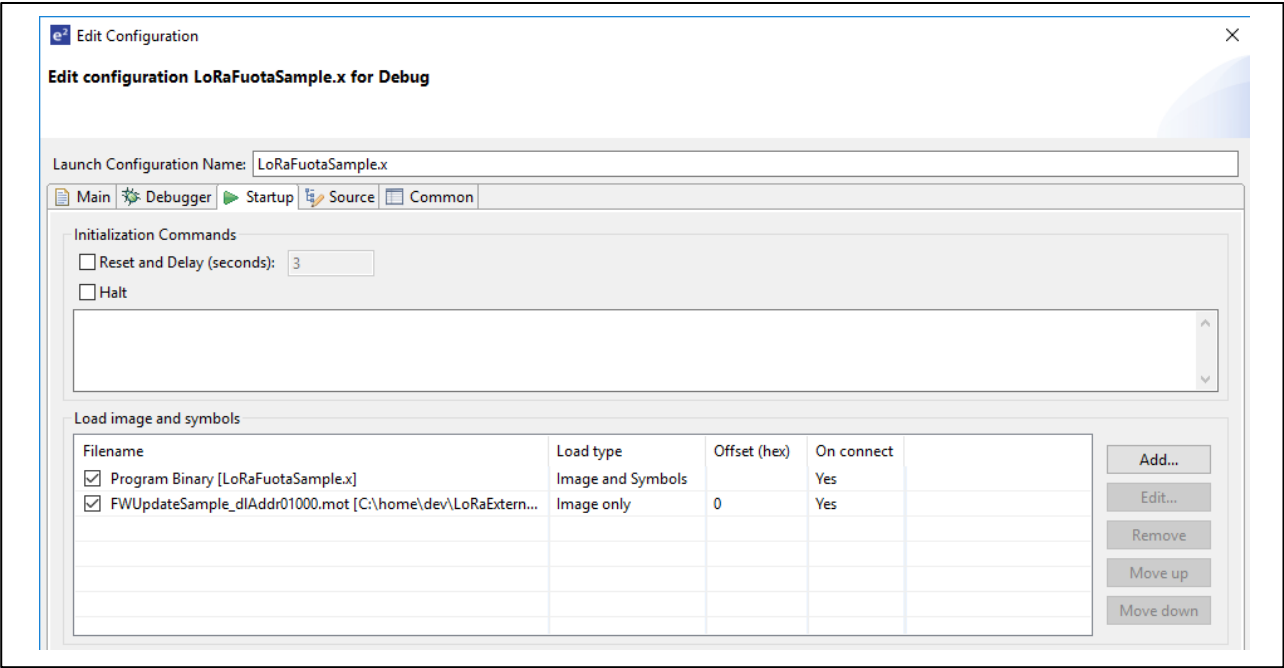 e² Edit Configuration
Edit configuration LoRaFuotaSample.x for Debug
Launch Configuration Name: LoRaFuotaSample.x
Main Debugger Startup Source Common
Initialization Commands
Reset and Delay (seconds): 3
Halt
Load image and symbols
Filename Load type Offset (hex) On connect
Program Binary [LoRaFuotaSample.x] Image and Symbols Yes
FWUpdateSample_dlAddr01000.mot [C:\home\dev\LoRaExtern... Image only 0 Yes
Add...
Edit...
Remove
Move up
Move down